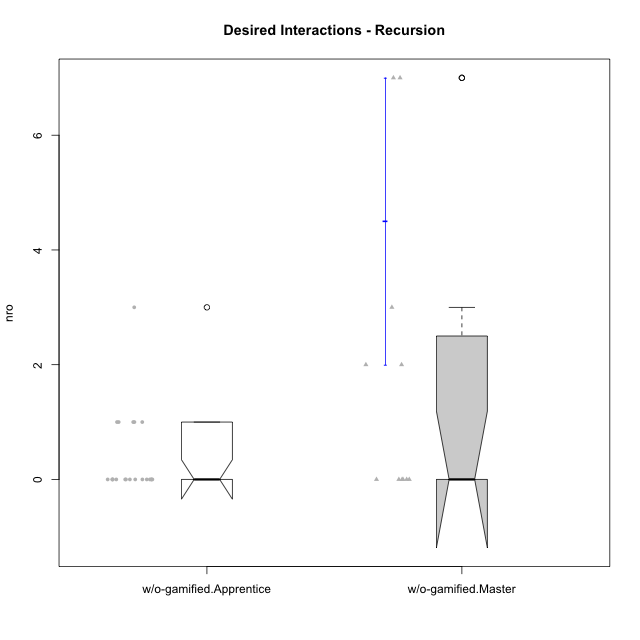 Desired Interactions - Recursion
nro
6
4
2
0
w/o-gamified.Apprentice
w/o-gamified.Master